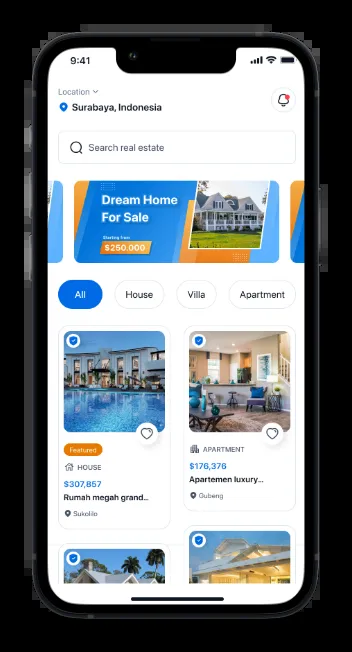 9:41
Location
Surabaya, Indonesia
Search real estate
Dream Home
For Sale
Starting from
$250.000
All
House
Villa
Apartment
Featured
HOUSE
$307,857
Rumah megah grand...
Sukolilo
APARTMENT
$176,376
Apartemen luxury...
Gubeng